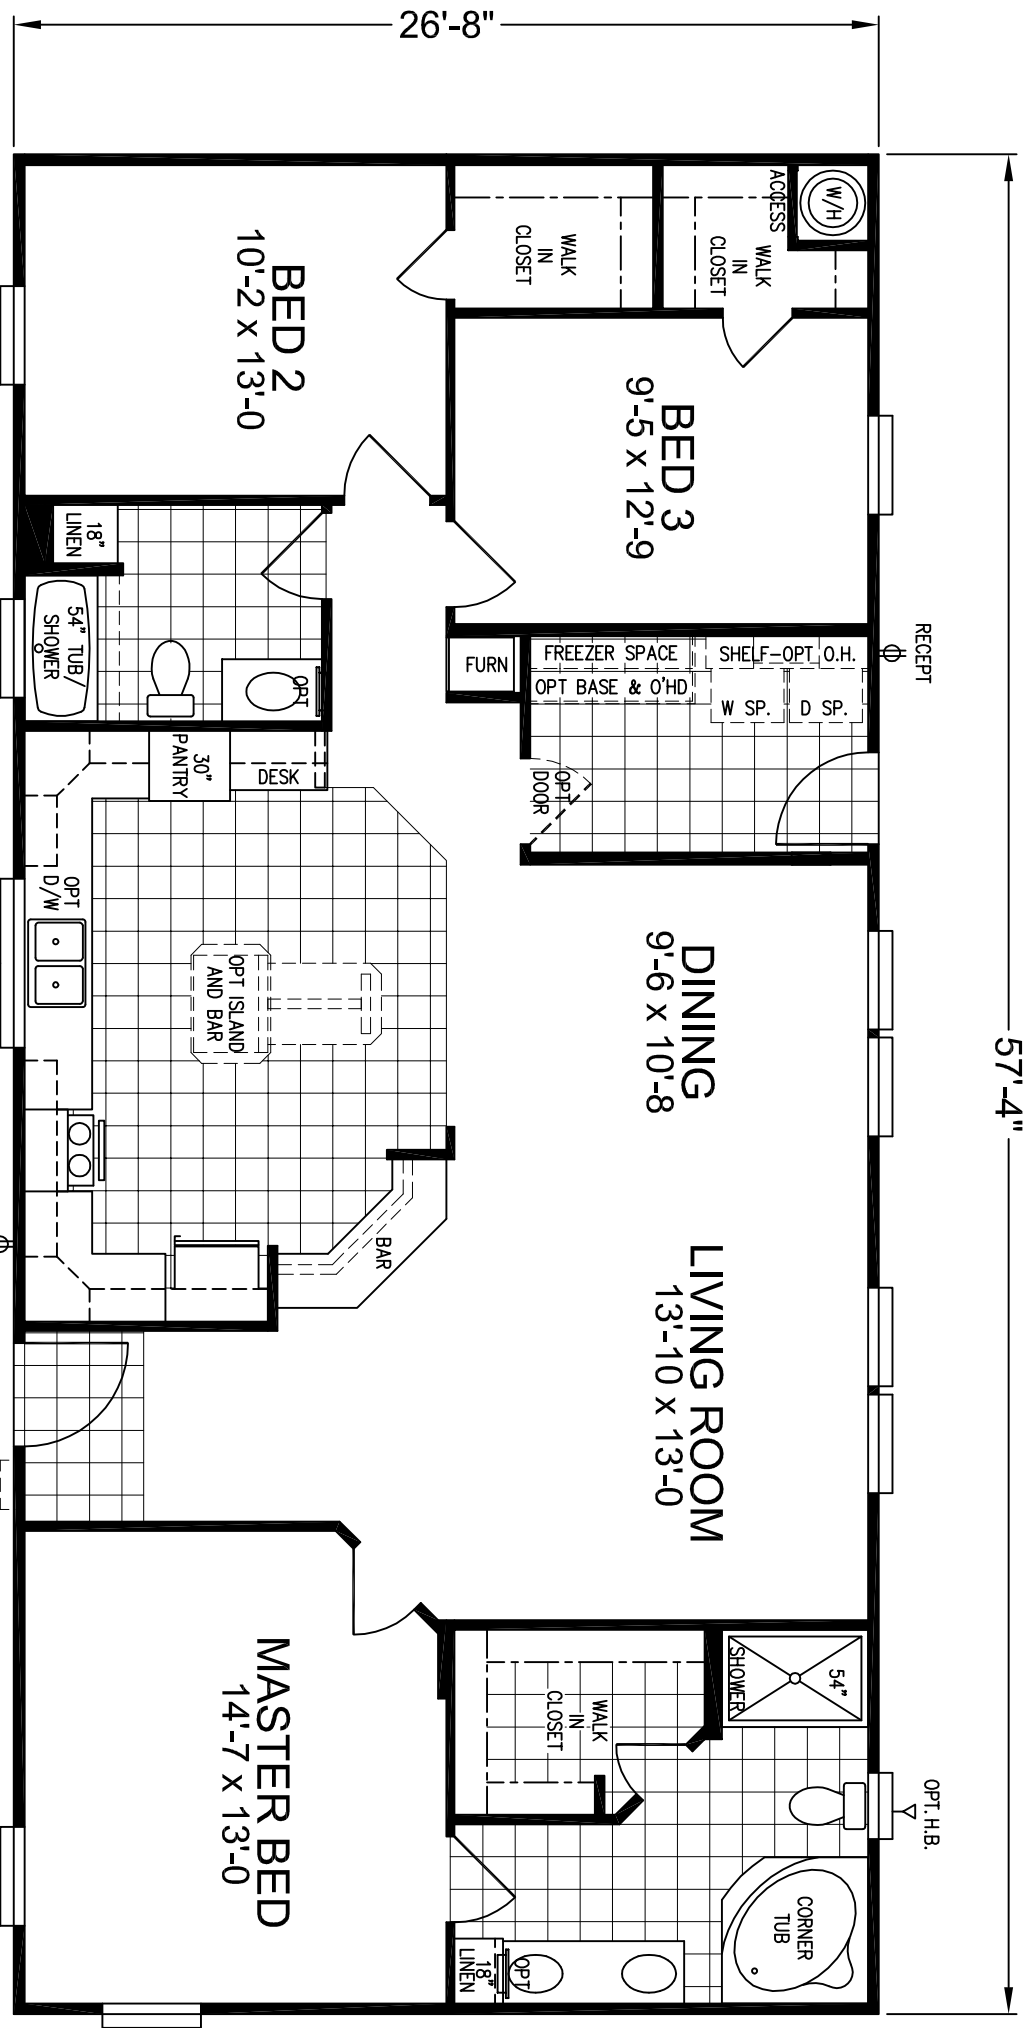 26'-8"
57'-4"
W/H
ACCESS
WALK
IN
CLOSET
WALK
IN
CLOSET
BED 2
10'-2 x 13'-0
BED 3
9'-5 x 12'-9
RECEPT
18"
LINEN
54" TUB/
SHOWER
OPT
FURN
FREEZER SPACE
OPT BASE & O'HD
SHELF-OPT O.H.
W SP.
D SP.
OPT
DOOR
30"
PANTRY
DESK
OPT
D/W
OPT ISLAND
AND BAR
BAR
DINING
9'-6 x 10'-8
LIVING ROOM
13'-10 x 13'-0
MASTER BED
14'-7 x 13'-0
WALK
IN
CLOSET
54"
SHOWER
OPT. H.B.
CORNER
TUB
OPT
18"
LINEN